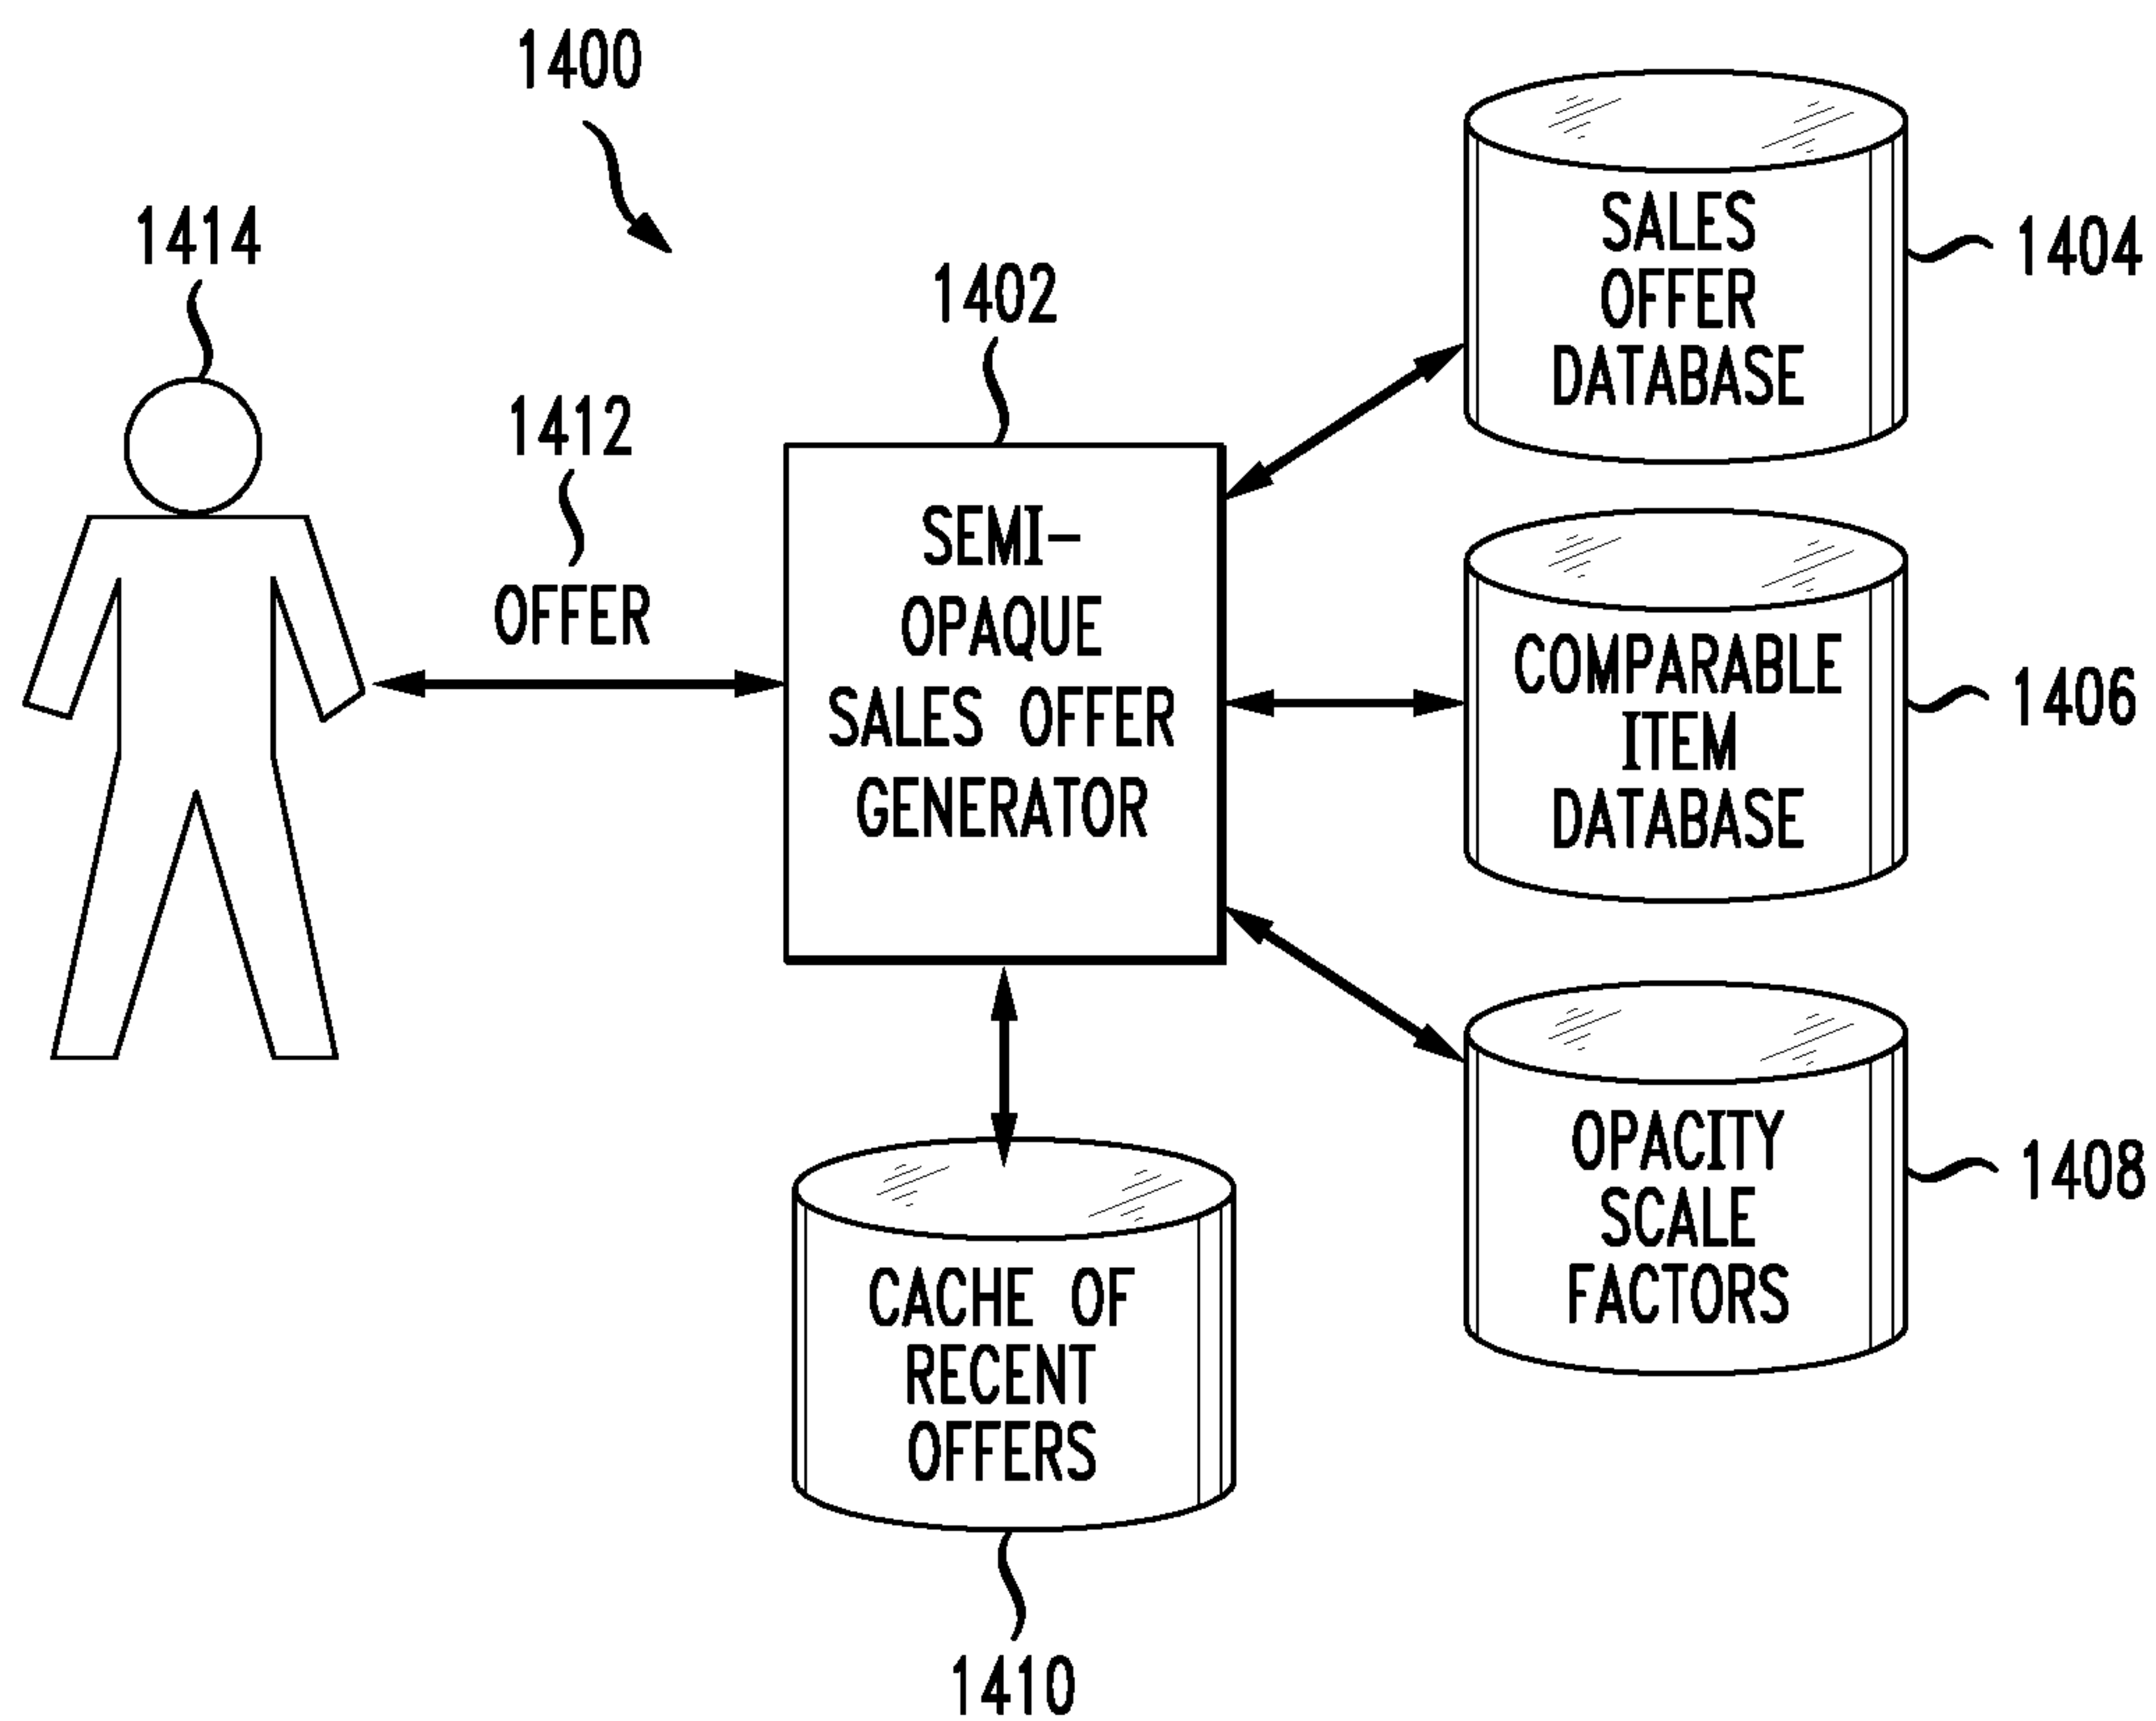 1400
1414
1412
OFFER
1402
SEMI-
OPAQUE
SALES OFFER
GENERATOR
SALES
OFFER
DATABASE
1404
COMPARABLE
ITEM
DATABASE
1406
OPACITY
SCALE
FACTORS
1408
CACHE OF
RECENT
OFFERS
1410